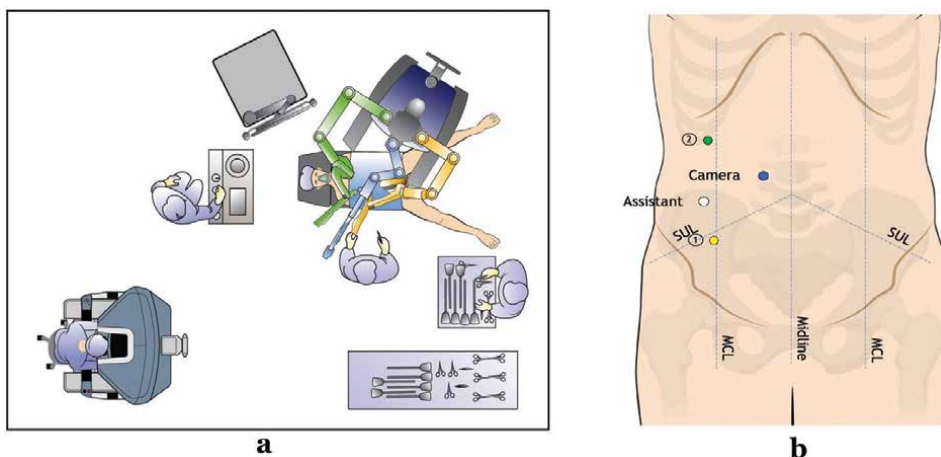 ②
Camera
Assistant
SUL
①
SUL
MCL
Midline
MCL
a
b